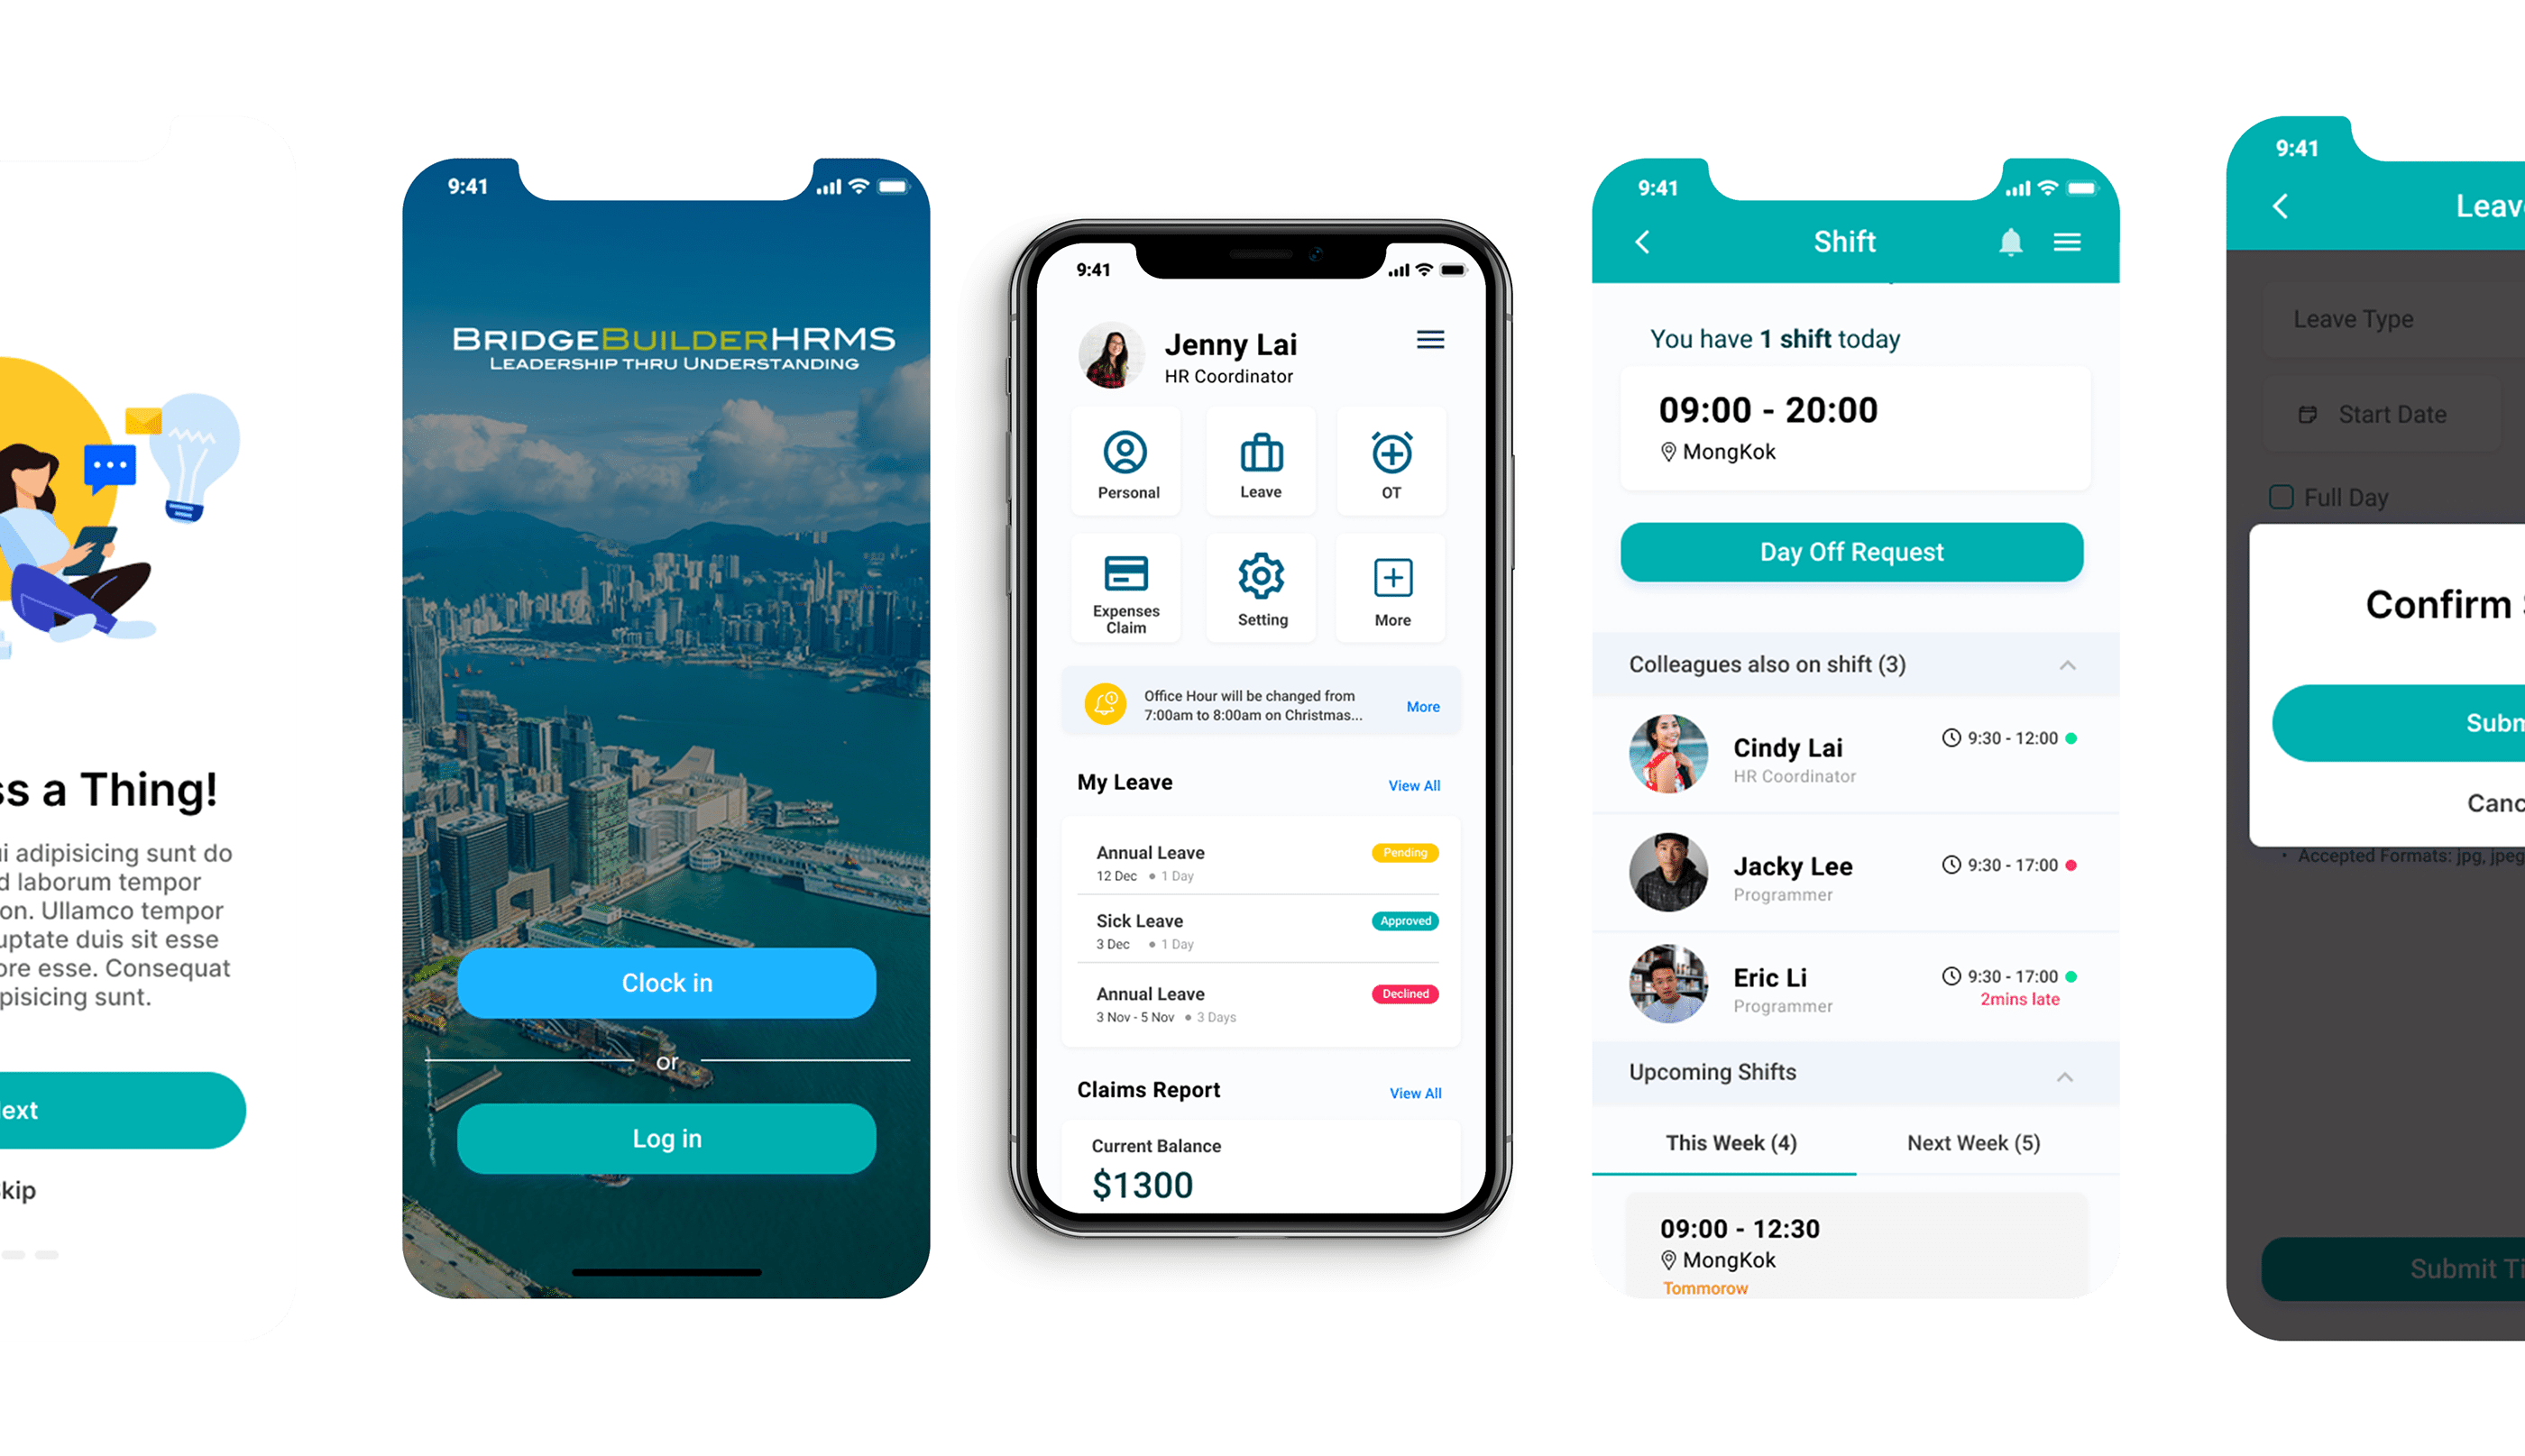 ss a Thing!
adipisicing sunt do
laborum tempor
on. Ullamco tempor
uptate duis sit esse
ore esse. Consequat
pisicing sunt.
ext
kip
9:41
BRIDGEBUILDERHRMS
LEADERSHIP THRU UNDERSTANDING
Clock in
or
Log in
9:41
Jenny Lai
HR Coordinator
Personal
Leave
OT
Expenses
Claim
Setting
More
Office Hour will be changed from
7:00am to 8:00am on Christmas...
More
My Leave
View All
Annual Leave
Pending
12 Dec • 1 Day
Sick Leave
Approved
3 Dec • 1 Day
Annual Leave
Declined
3 Nov - 5 Nov • 3 Days
Claims Report
View All
Current Balance
$1300
9:41
Shift
You have 1 shift today
09:00 - 20:00
MongKok
Day Off Request
Colleagues also on shift (3)
Cindy Lai
9:30 - 12:00
HR Coordinator
Jacky Lee
9:30 - 17:00
Programmer
Eric Li
9:30 - 17:00
Programmer
2mins late
Upcoming Shifts
This Week (4)
Next Week (5)
09:00 - 12:30
MongKok
Tommorow
9:41
Leav
Leave Type
Start Date
Full Day
Confirm
Subm
Canc
• Accepted Formats: jpg, jpeg
Submit Ti